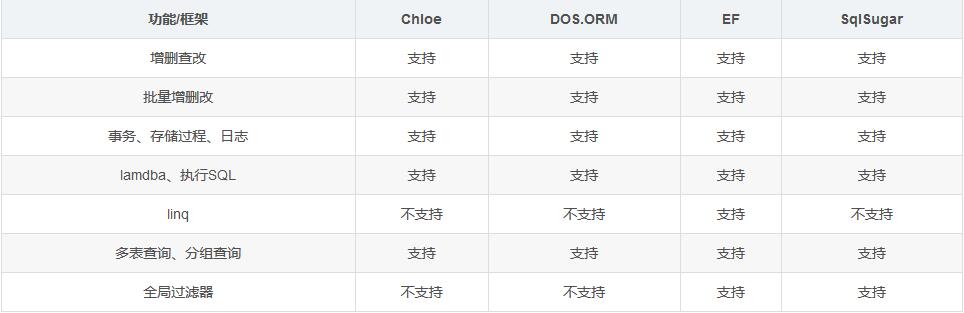 功能/框架 Chloe DOS.ORM EF SqlSugar
增删查改 支持 支持 支持 支持
批量增删改 支持 支持 支持 支持
事务、存储过程、日志 支持 支持 支持 支持
lamdba、执行SQL 支持 支持 支持 支持
linq 不支持 不支持 支持 不支持
多表查询、分组查询 支持 支持 支持 支持
全局过滤器 不支持 不支持 支持 支持